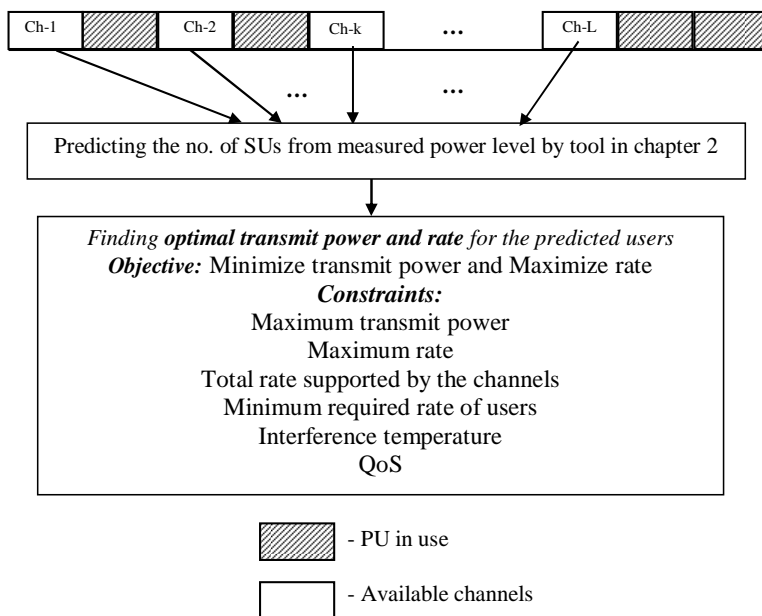 Ch-1 Ch-2 Ch-k ... Ch-L
... ...
Predicting the no. of SUs from measured power level by tool in chapter 2
Finding optimal transmit power and rate for the predicted users
Objective: Minimize transmit power and Maximize rate
Constraints:
Maximum transmit power
Maximum rate
Total rate supported by the channels
Minimum required rate of users
Interference temperature
QoS
- PU in use
- Available channels